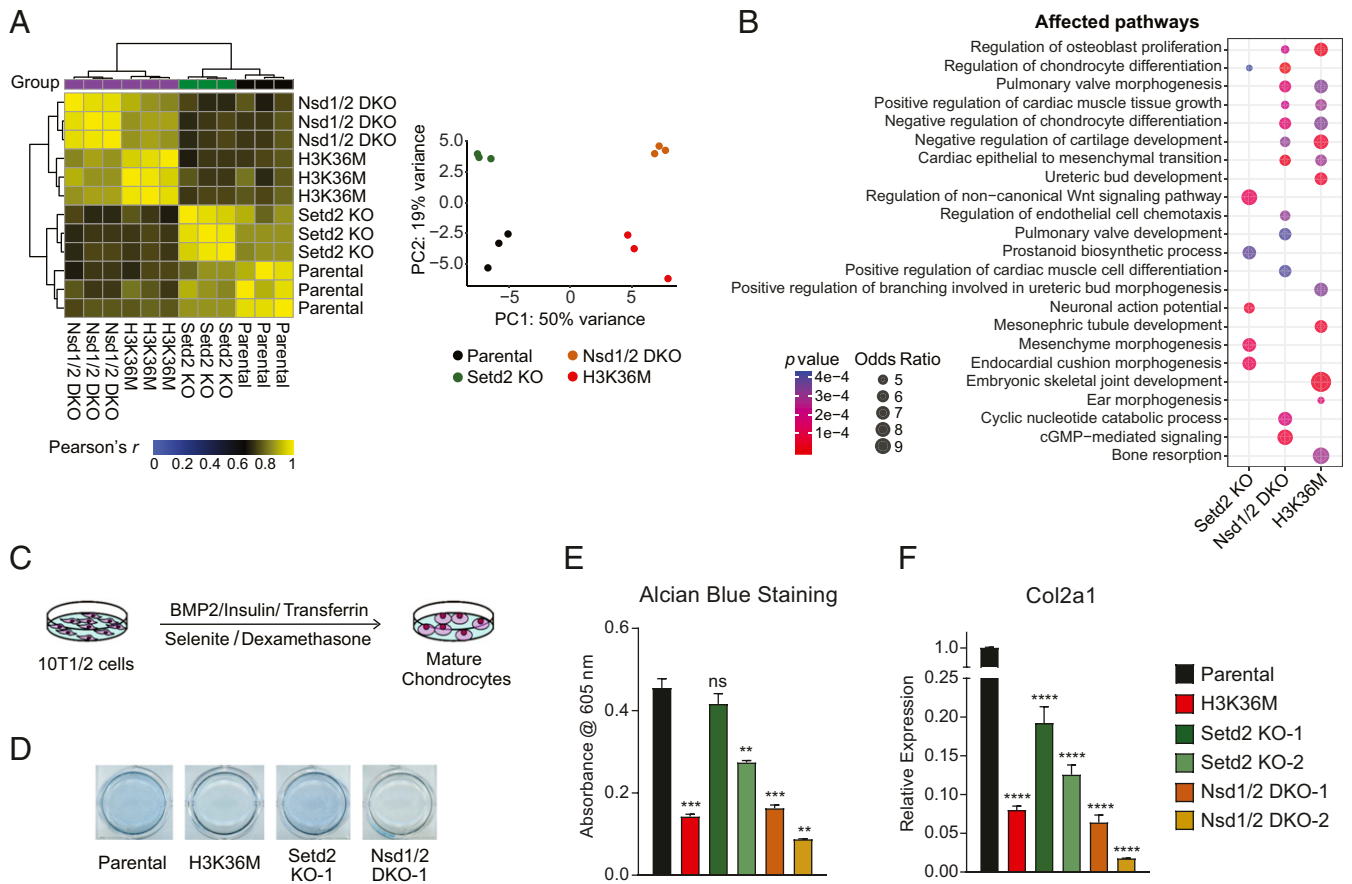 A
Group
Nsd1/2 DKO
Nsd1/2 DKO
Nsd1/2 DKO
H3K36M
H3K36M
H3K36M
Setd2 KO
Setd2 KO
Setd2 KO
Parental
Parental
Parental
Nsd1/2 DKO
Nsd1/2 DKO
Nsd1/2 DKO
H3K36M
H3K36M
H3K36M
Setd2 KO
Setd2 KO
Setd2 KO
Parental
Parental
Parental
Pearson's r
0 0.2 0.4 0.6 0.8 1
PC2: 19% variance
5.0
2.5
0.0
−2.5
−5.0
−5 0 5
PC1: 50% variance
Parental
Setd2 KO
Nsd1/2 DKO
H3K36M
B
Affected pathways
Regulation of osteoblast proliferation
Regulation of chondrocyte differentiation
Pulmonary valve morphogenesis
Positive regulation of cardiac muscle tissue growth
Negative regulation of chondrocyte differentiation
Negative regulation of cartilage development
Cardiac epithelial to mesenchymal transition
Ureteric bud development
Regulation of non−canonical Wnt signaling pathway
Regulation of endothelial cell chemotaxis
Pulmonary valve development
Prostanoid biosynthetic process
Positive regulation of cardiac muscle cell differentiation
Positive regulation of branching involved in ureteric bud morphogenesis
Neuronal action potential
Mesonephric tubule development
Mesenchyme morphogenesis
Endocardial cushion morphogenesis
Embryonic skeletal joint development
Ear morphogenesis
Cyclic nucleotide catabolic process
cGMP−mediated signaling
Bone resorption
Setd2 KO
Nsd1/2 DKO
H3K36M
p value
4e−4
3e−4
2e−4
1e−4
Odds Ratio
5
6
7
8
9
C
10T1/2 cells
BMP2/Insulin/Transferrin
Selenite/Dexamethasone
Mature
Chondrocytes
D
Parental
H3K36M
Setd2
KO-1
Nsd1/2
DKO-1
E
Alcian Blue Staining
Absorbance @ 605 nm
0.6
0.4
0.2
0.0
***
ns
**
***
**
F
Col2a1
Relative Expression
1.0
0.25
0.20
0.15
0.10
0.05
0.00
****
****
****
****
****
Parental
H3K36M
Setd2 KO-1
Setd2 KO-2
Nsd1/2 DKO-1
Nsd1/2 DKO-2